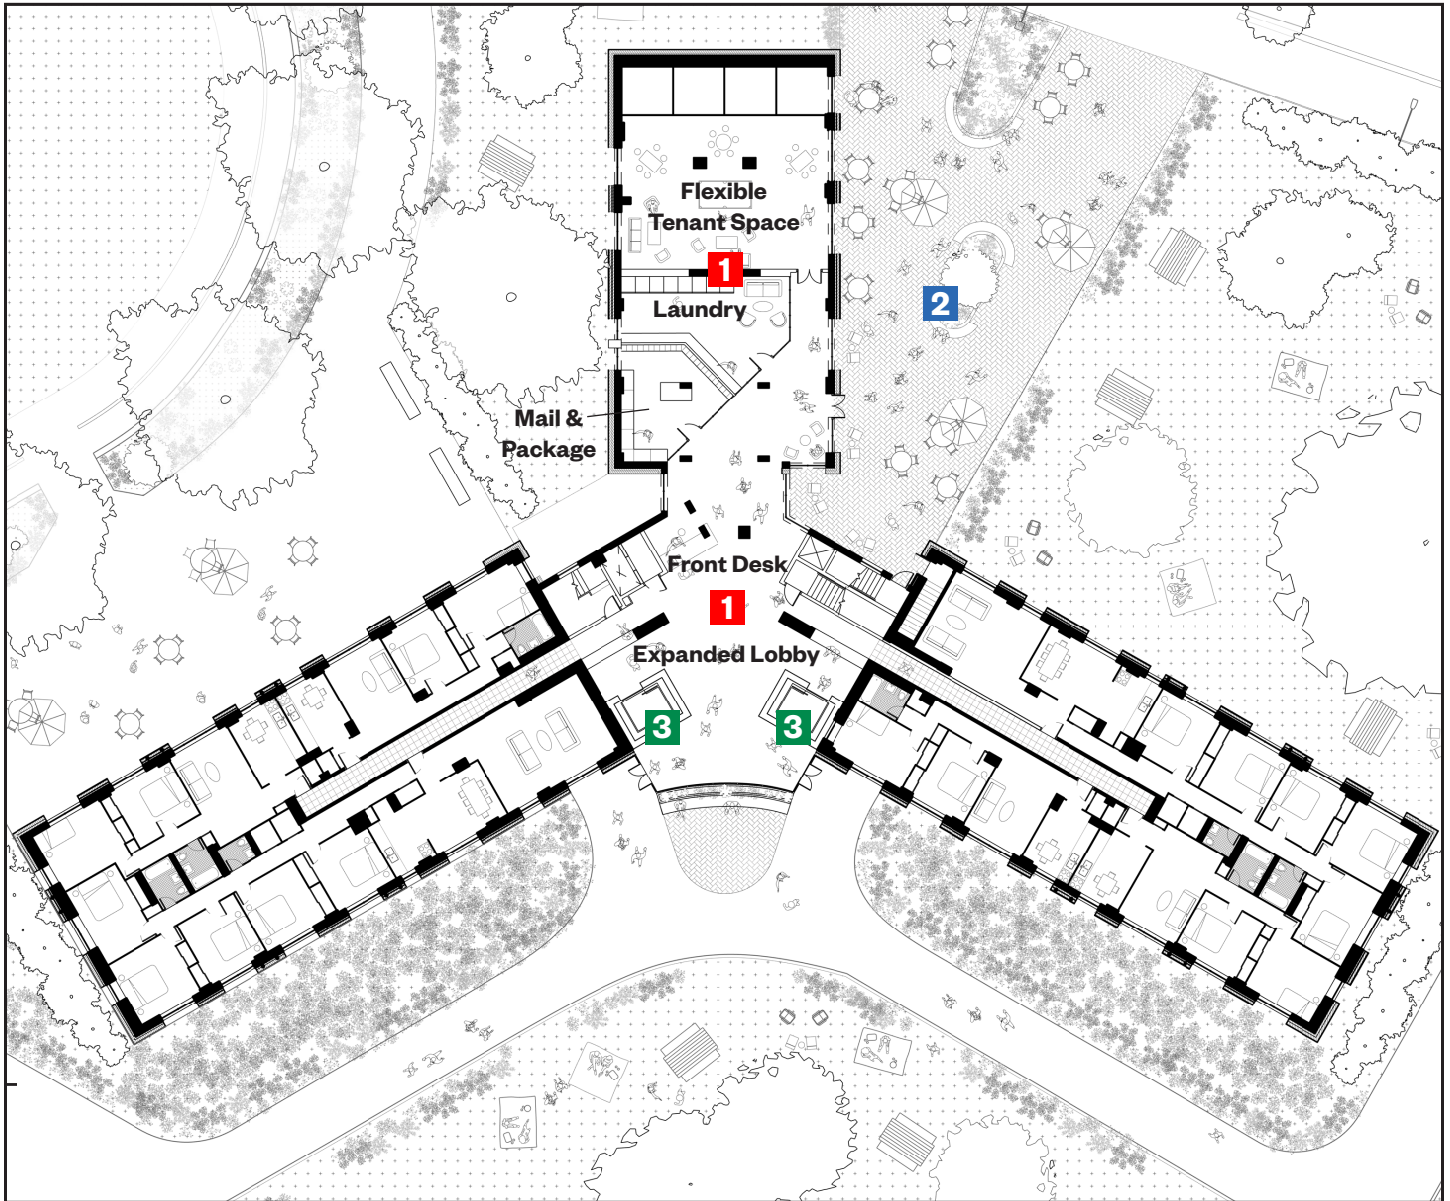 Flexible
Tenant Space
1
Laundry
2
Mail &
Package
Front Desk
1
Expanded Lobby
3
3